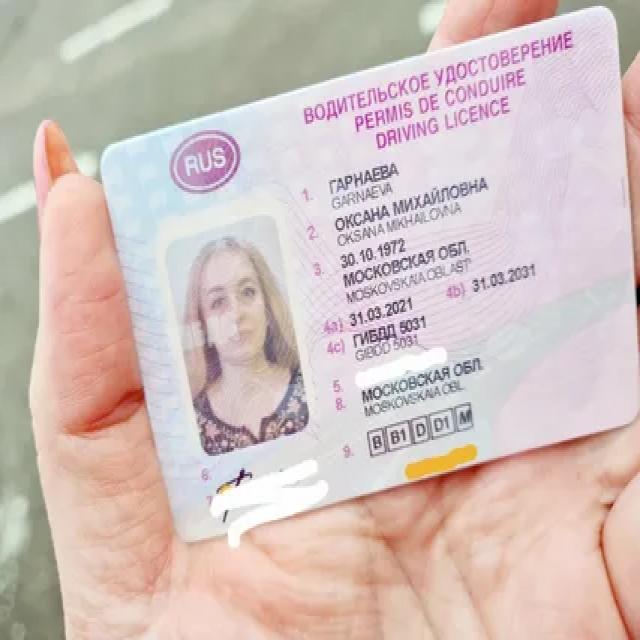 ВОДИТЕЛЬСКОЕ УДОСТОВЕРЕНИЕ
PERMIS DE CONDUIRE
DRIVING LICENCE
RUS
1. ГАРНАЕВА
GARNAEVA
2. ОКСАНА МИХАЙЛОВНА
OKSANA MIKHAILOVNA
3. 30.10.1972
МОСКОВСКАЯ ОБЛ.
MOSKOVSKAIA OBLAST
4a) 31.03.2021 4b) 31.03.2031
4c) ГИБДД 5031
GIBDD 5031
5.
8. МОСКОВСКАЯ ОБЛ.
MOSKOVSKAIA OBL.
6.
7.
9. B B1 D D1 M